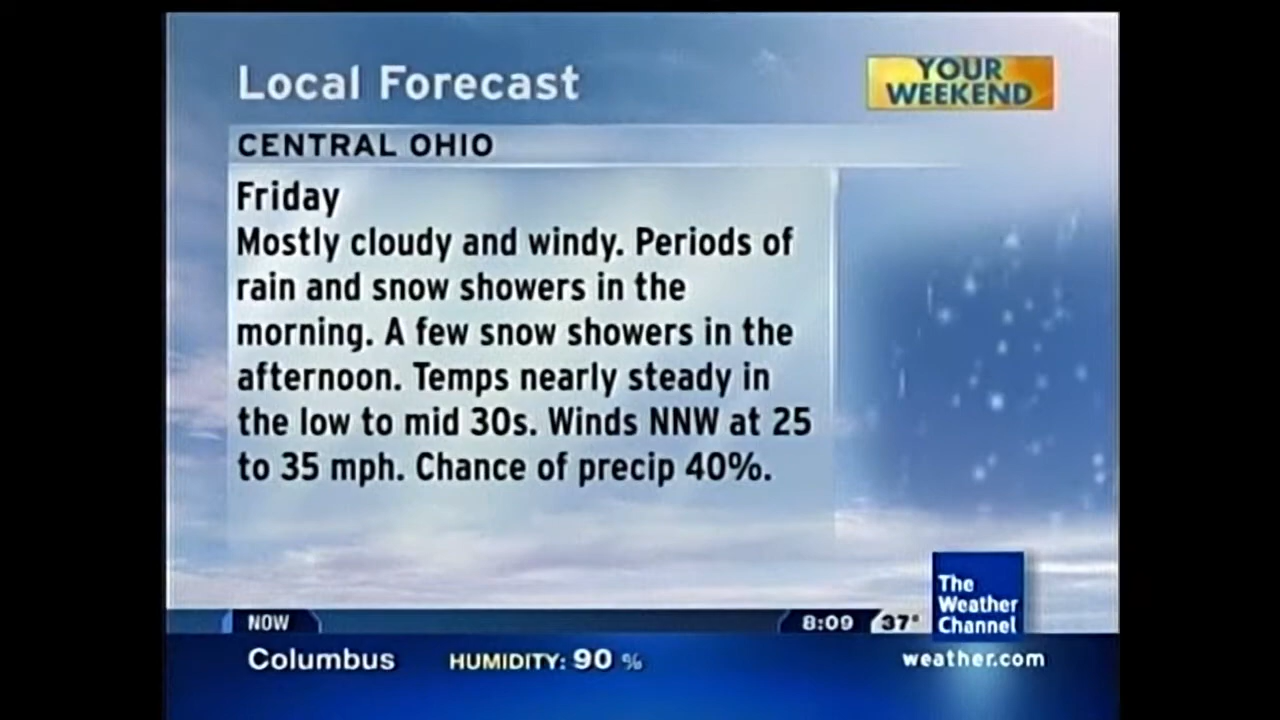 Local Forecast
YOUR
WEEKEND
CENTRAL OHIO
Friday
Mostly cloudy and windy. Periods of
rain and snow showers in the
morning. A few snow showers in the
afternoon. Temps nearly steady in
the low to mid 30s. Winds NNW at 25
to 35 mph. Chance of precip 40%.
The
Weather
Channel
NOW
8:09 37°
Columbus HUMIDITY: 90 %
weather.com